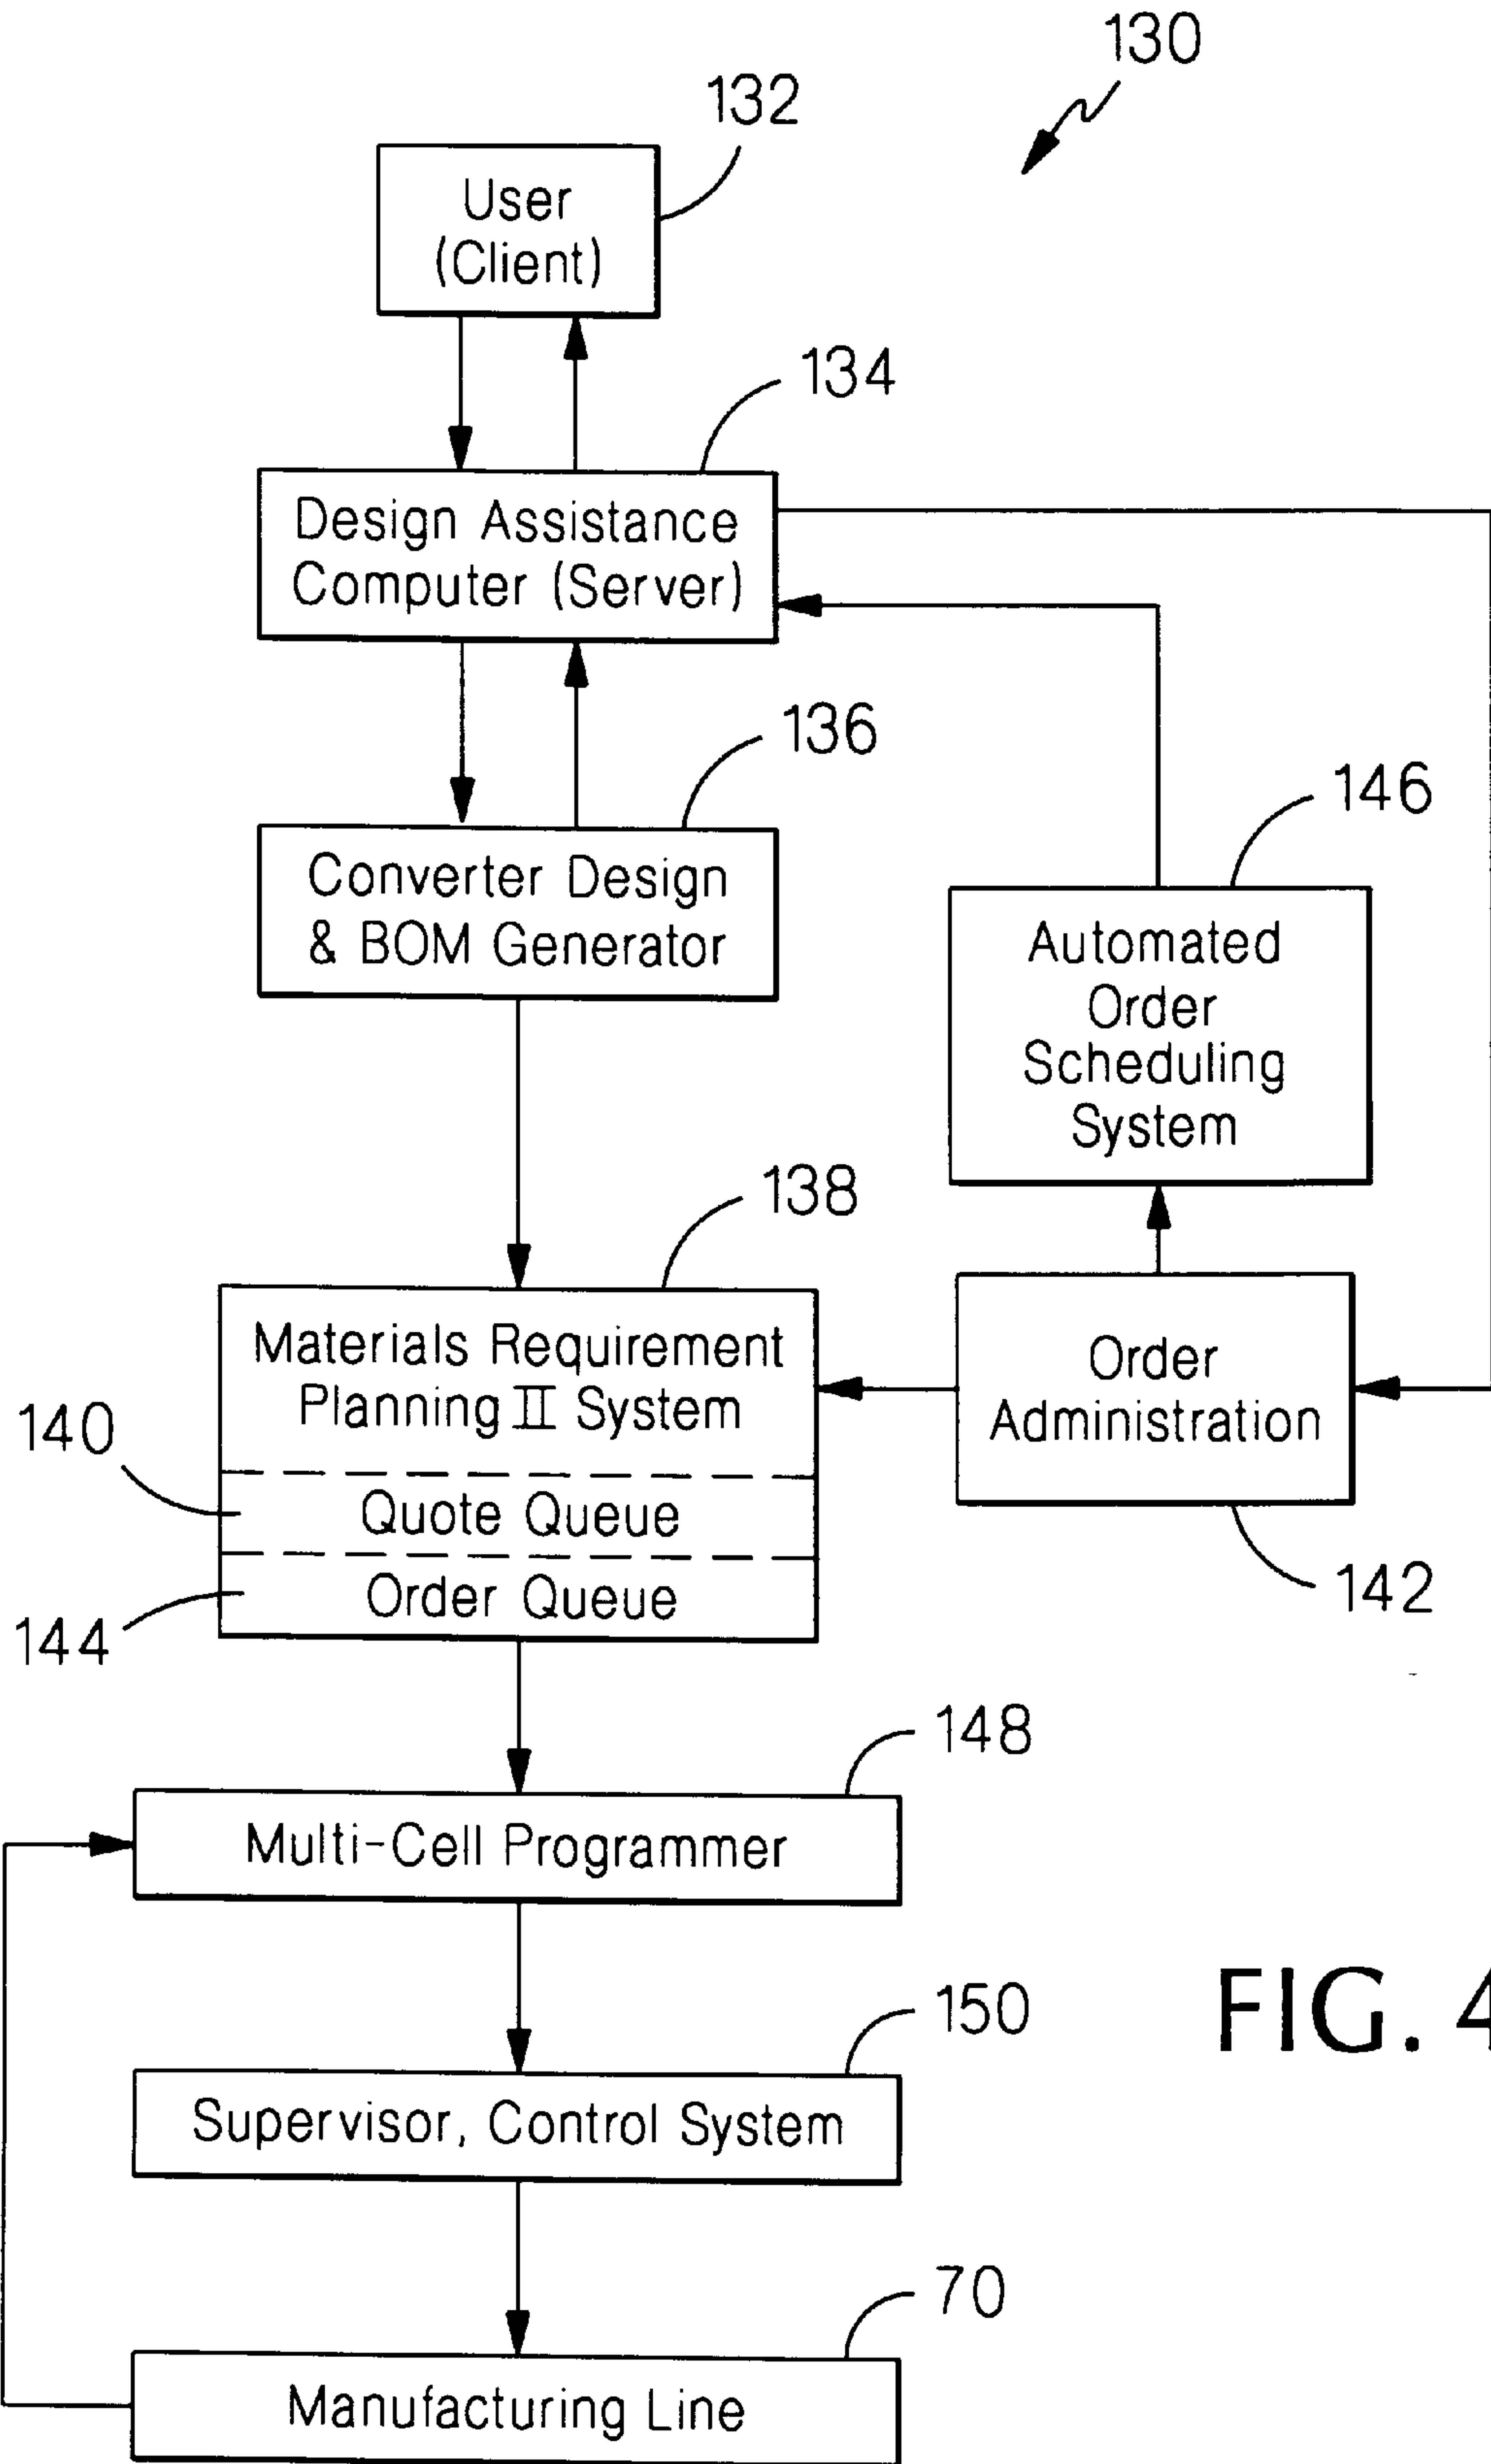 130
132
User
(Client)
134
Design Assistance
Computer (Server)
136
Converter Design
& BOM Generator
146
Automated
Order
Scheduling
System
138
Materials Requirement
Planning II System
Order
Administration
140
Quote Queue
144
Order Queue
142
148
Multi-Cell Programmer
150
FIG. 4
Supervisor, Control System
70
Manufacturing Line